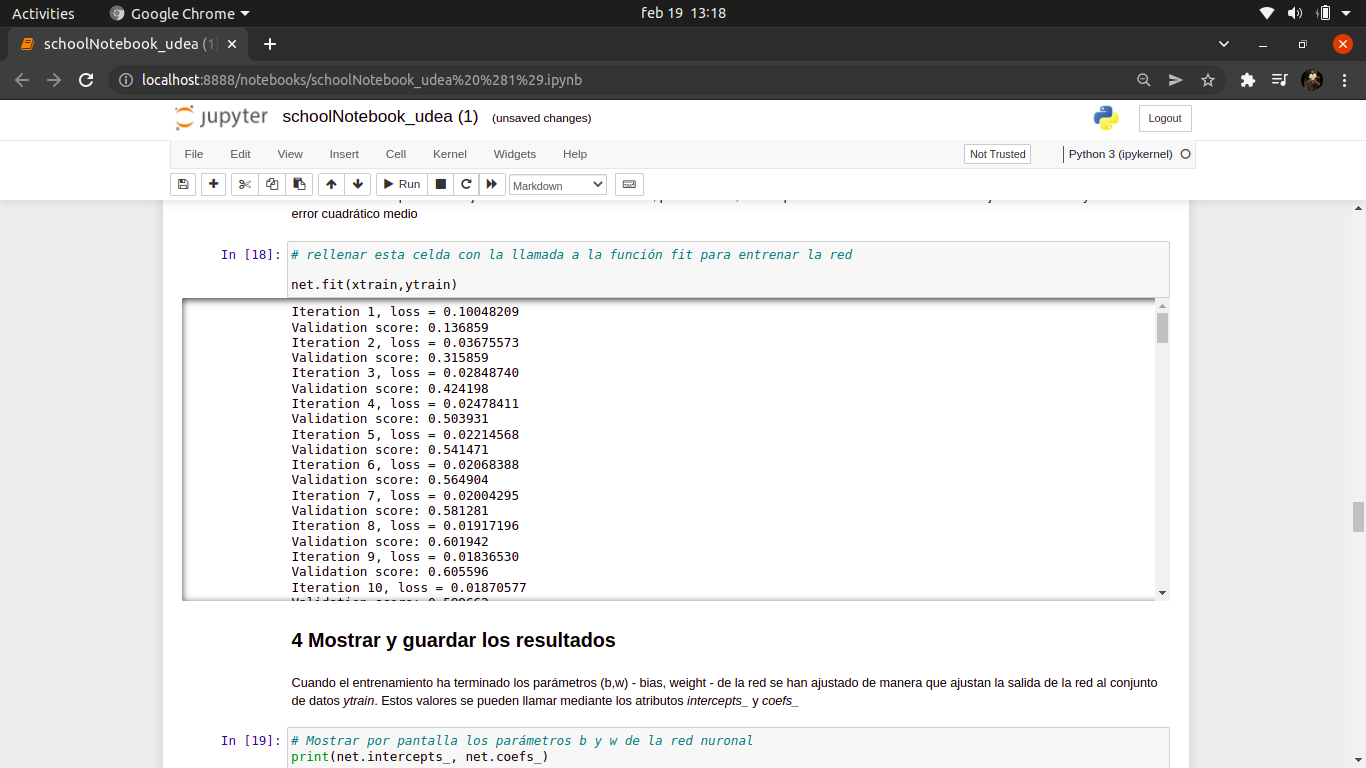 Activities
Google Chrome
feb 19 13:18
schoolNotebook_udea (1)
localhost:8888/notebooks/schoolNotebook_udea%20%281%29.ipynb
jupyter
schoolNotebook_udea (1)
(unsaved changes)
Logout
File Edit View Insert Cell Kernel Widgets Help
Not Trusted
Python 3 (ipykernel)
Run
Markdown
error cuadrático medio
In [18]:
# rellenar esta celda con la llamada a la función fit para entrenar la red
net.fit(xtrain,ytrain)
Iteration 1, loss = 0.10048209
Validation score: 0.136859
Iteration 2, loss = 0.03675573
Validation score: 0.315859
Iteration 3, loss = 0.02848740
Validation score: 0.424198
Iteration 4, loss = 0.02478411
Validation score: 0.503931
Iteration 5, loss = 0.02214568
Validation score: 0.541471
Iteration 6, loss = 0.02068388
Validation score: 0.564904
Iteration 7, loss = 0.02004295
Validation score: 0.581281
Iteration 8, loss = 0.01917196
Validation score: 0.601942
Iteration 9, loss = 0.01836530
Validation score: 0.605596
Iteration 10, loss = 0.01870577
4 Mostrar y guardar los resultados
Cuando el entrenamiento ha terminado los parámetros (b,w) - bias, weight - de la red se han ajustado de manera que ajustan la salida de la red al conjunto
de datos ytrain. Estos valores se pueden llamar mediante los atributos intercepts_ y coefs_
In [19]:
# Mostrar por pantalla los parámetros b y w de la red nuronal
print(net.intercepts_, net.coefs_)